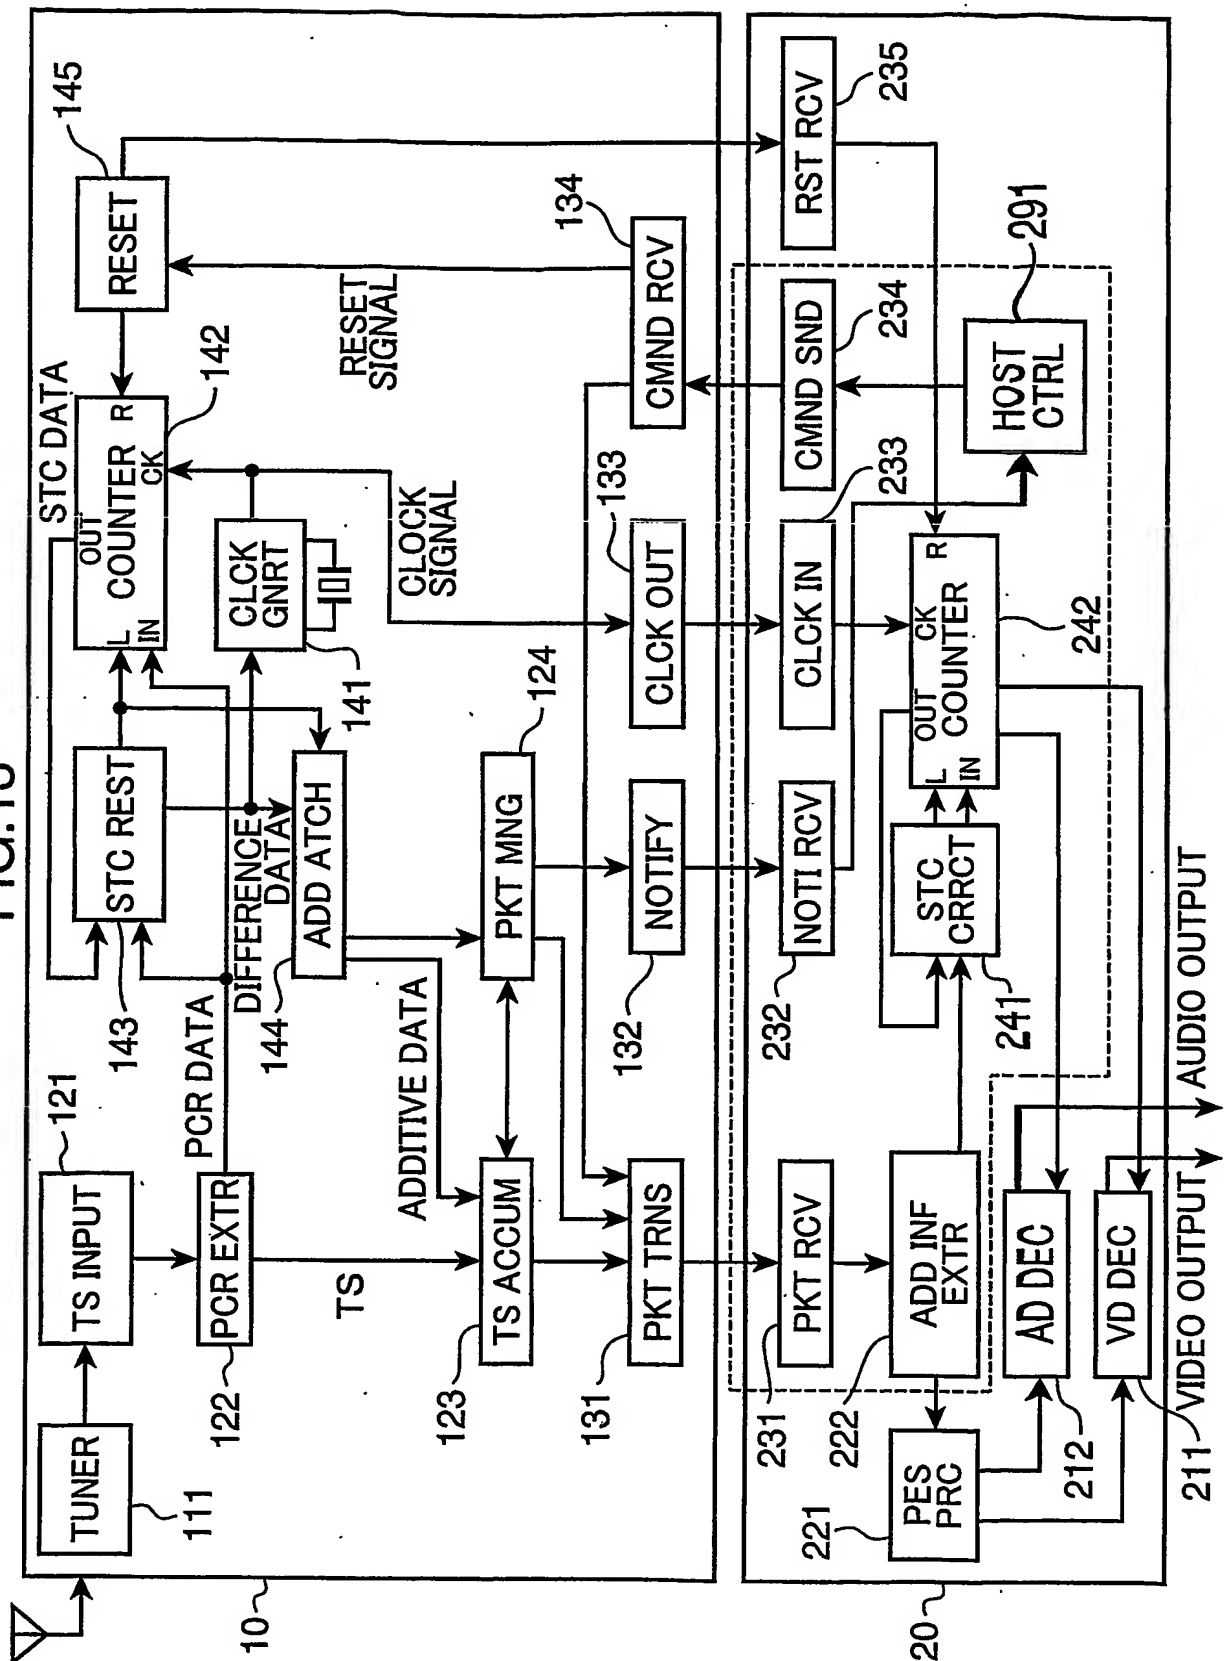 TUNER
111
TS INPUT
121
PCR EXTR
122
PCR DATA
STC REST
143
STC DATA
OUT
L COUNTER R
IN
CK
142
RESET
145
DIFFERENCE
DATA
CLCK
GNRT
141
ADD ATCH
144
CLOCK
SIGNAL
RESET
SIGNAL
TS
ADDITIVE DATA
TS ACCUM
123
PKT MNG
124
PKT TRNS
131
NOTIFY
132
CLCK OUT
133
CMND RCV
134
10
PKT RCV
231
NOTI RCV
232
CLCK IN
233
CMND SND
234
RST RCV
235
ADD INF
EXTR
222
STC
CRRCT
241
OUT CK
L COUNTER R
IN
242
HOST
CTRL
291
PES
PRC
221
AD DEC
212
VD DEC
211
20
VIDEO OUTPUT
AUDIO OUTPUT